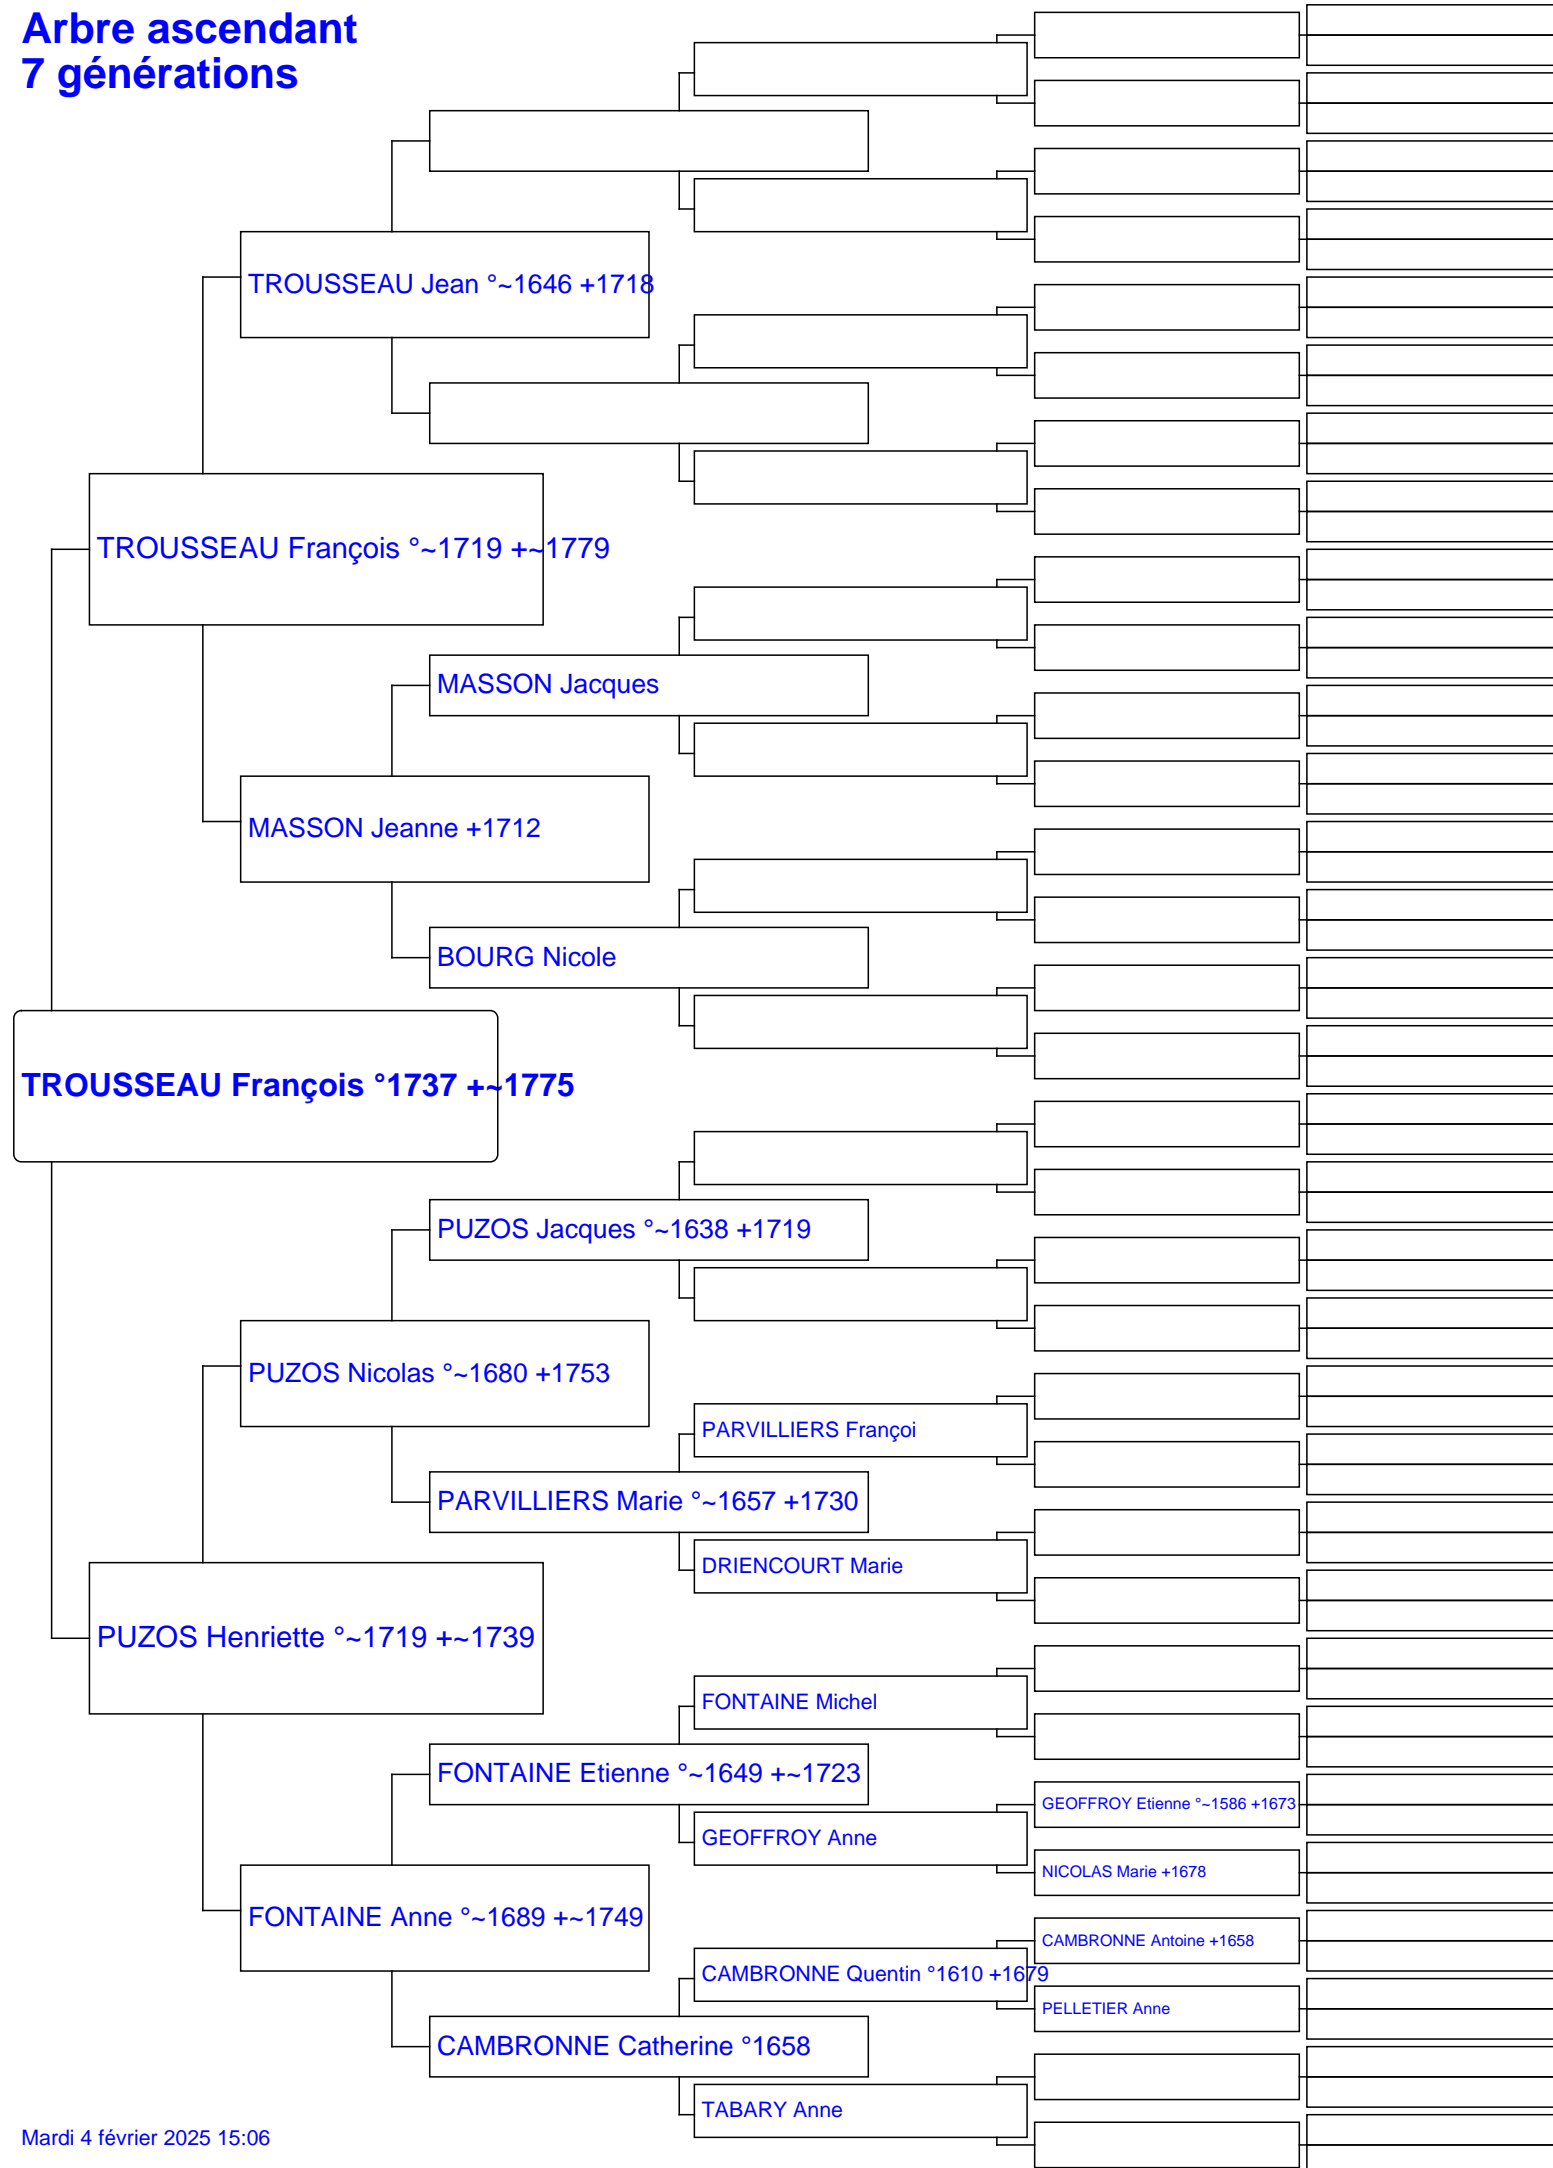 Arbre ascendant
7 générations
TROUSSEAU Jean °~1646 +1718
TROUSSEAU François °~1719 +~1779
MASSON Jacques
MASSON Jeanne +1712
BOURG Nicole
TROUSSEAU François °1737 +~1775
PUZOS Jacques °~1638 +1719
PUZOS Nicolas °~1680 +1753
PARVILLIERS Françoi
PARVILLIERS Marie °~1657 +1730
DRIENCOURT Marie
PUZOS Henriette °~1719 +~1739
FONTAINE Michel
FONTAINE Etienne °~1649 +~1723
GEOFFROY Etienne °~1586 +1673
GEOFFROY Anne
NICOLAS Marie +1678
FONTAINE Anne °~1689 +~1749
CAMBRONNE Antoine +1658
CAMBRONNE Quentin °1610 +1679
PELLETIER Anne
CAMBRONNE Catherine °1658
TABARY Anne
Mardi 4 février 2025 15:06